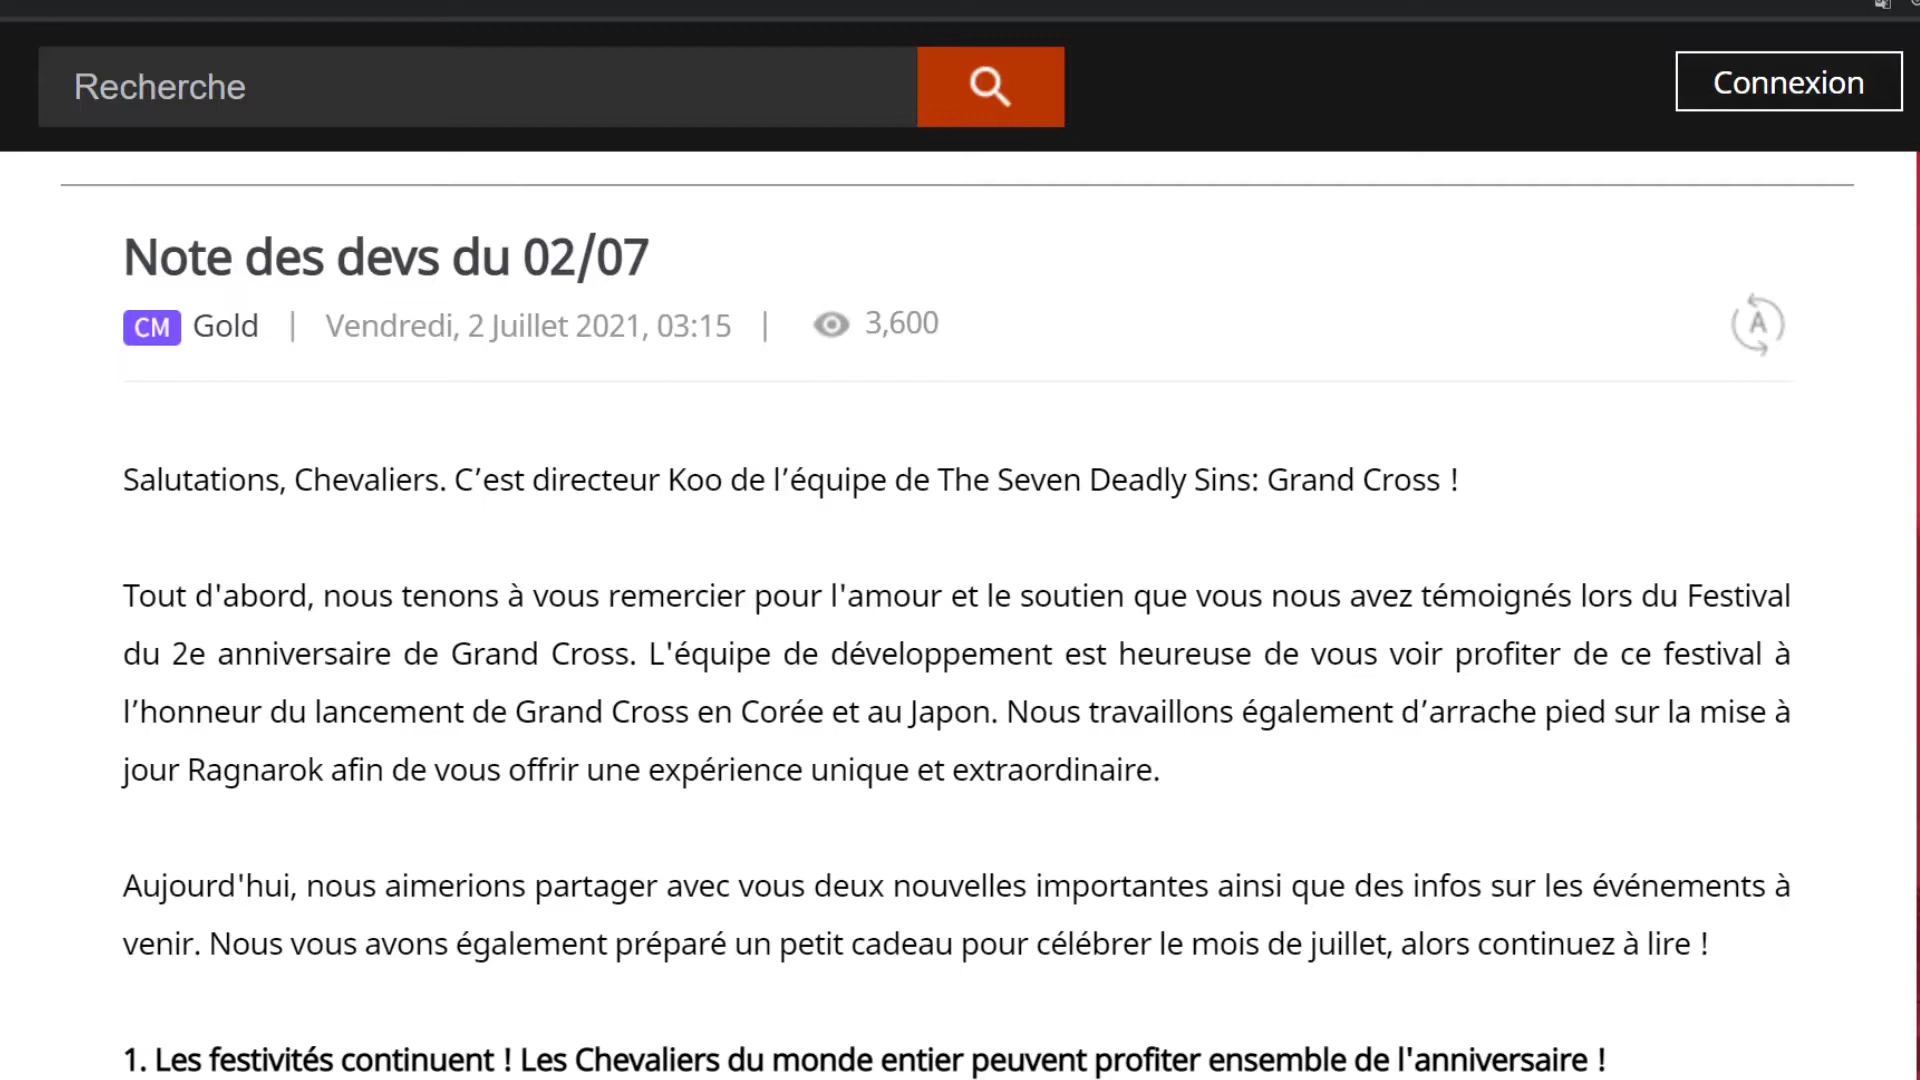 Recherche
Connexion
Note des devs du 02/07
CM Gold | Vendredi, 2 Juillet 2021, 03:15 | 3,600
A
Salutations, Chevaliers. C’est directeur Koo de l’équipe de The Seven Deadly Sins: Grand Cross !
Tout d'abord, nous tenons à vous remercier pour l'amour et le soutien que vous nous avez témoignés lors du Festival
du 2e anniversaire de Grand Cross. L'équipe de développement est heureuse de vous voir profiter de ce festival à
l’honneur du lancement de Grand Cross en Corée et au Japon. Nous travaillons également d’arrache pied sur la mise à
jour Ragnarok afin de vous offrir une expérience unique et extraordinaire.
Aujourd'hui, nous aimerions partager avec vous deux nouvelles importantes ainsi que des infos sur les événements à
venir. Nous vous avons également préparé un petit cadeau pour célébrer le mois de juillet, alors continuez à lire !
1. Les festivités continuent ! Les Chevaliers du monde entier peuvent profiter ensemble de l'anniversaire !